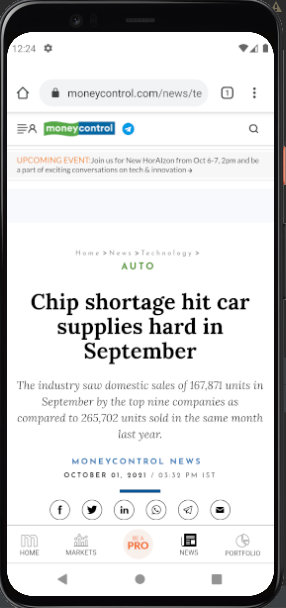 12:24
moneycontrol.com/news/te
1
moneycontrol
UPCOMING EVENT:Join us for New HorAIzon from Oct 6-7, 2pm and be
a part of exciting conversations on tech & innovation
Home > News > Technology >
AUTO
Chip shortage hit car
supplies hard in
September
The industry saw domestic sales of 167,871 units in
September by the top nine companies as
compared to 265,702 units sold in the same month
last year.
MONEYCONTROL NEWS
OCTOBER 01, 2021 / 03:32 PM IST
HOME MARKETS BE A PRO NEWS PORTFOLIO